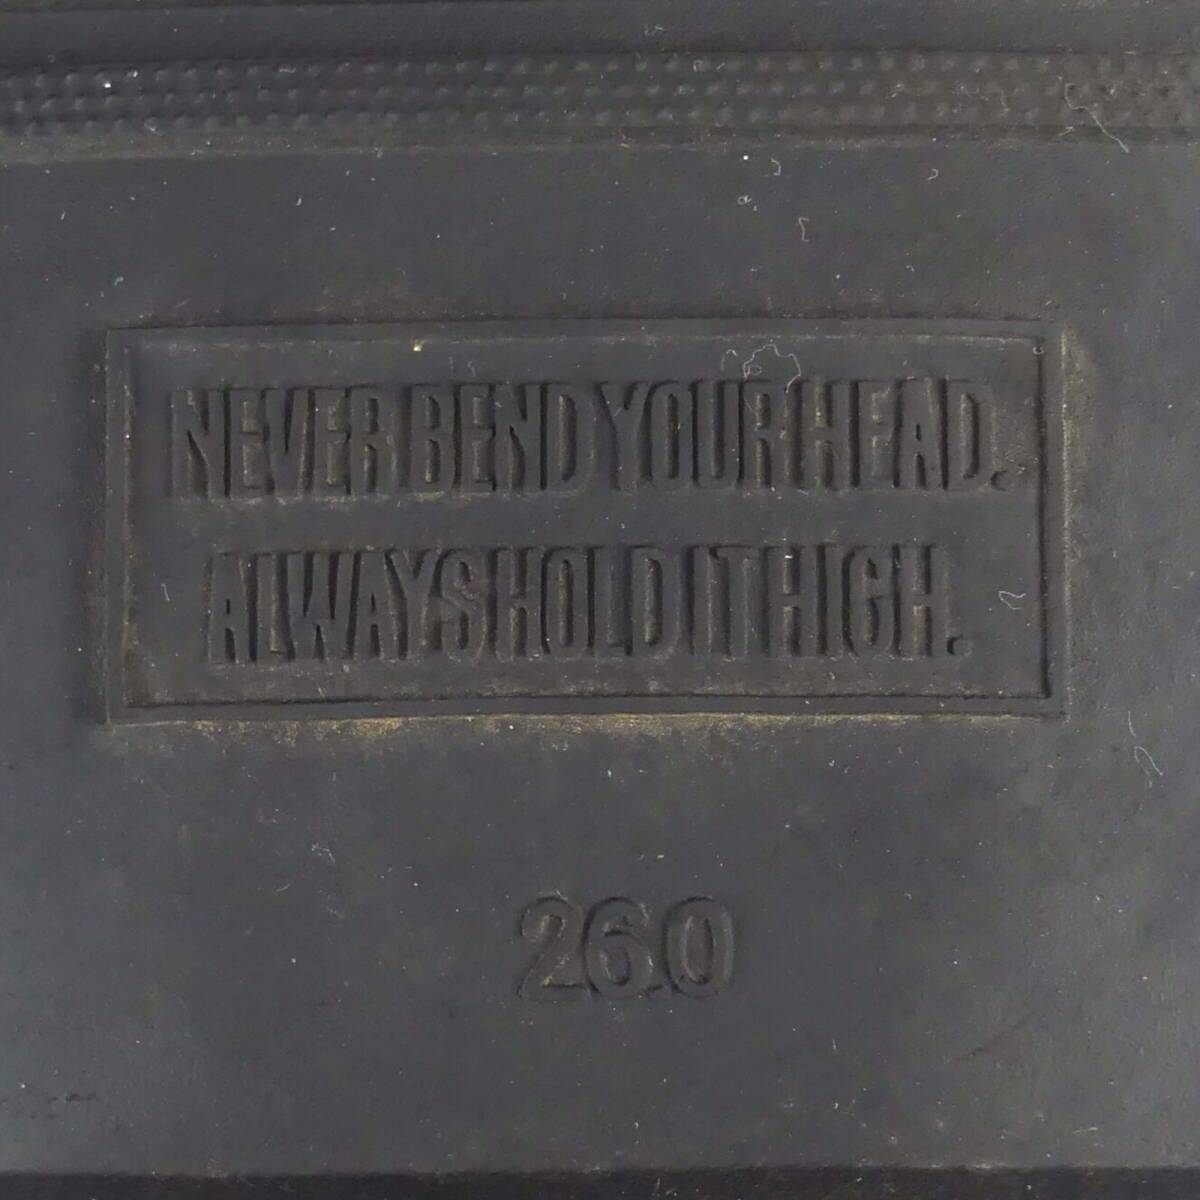 NEVER BEND YOUR HEAD.
ALWAYS HOLD IT HIGH.
26.0